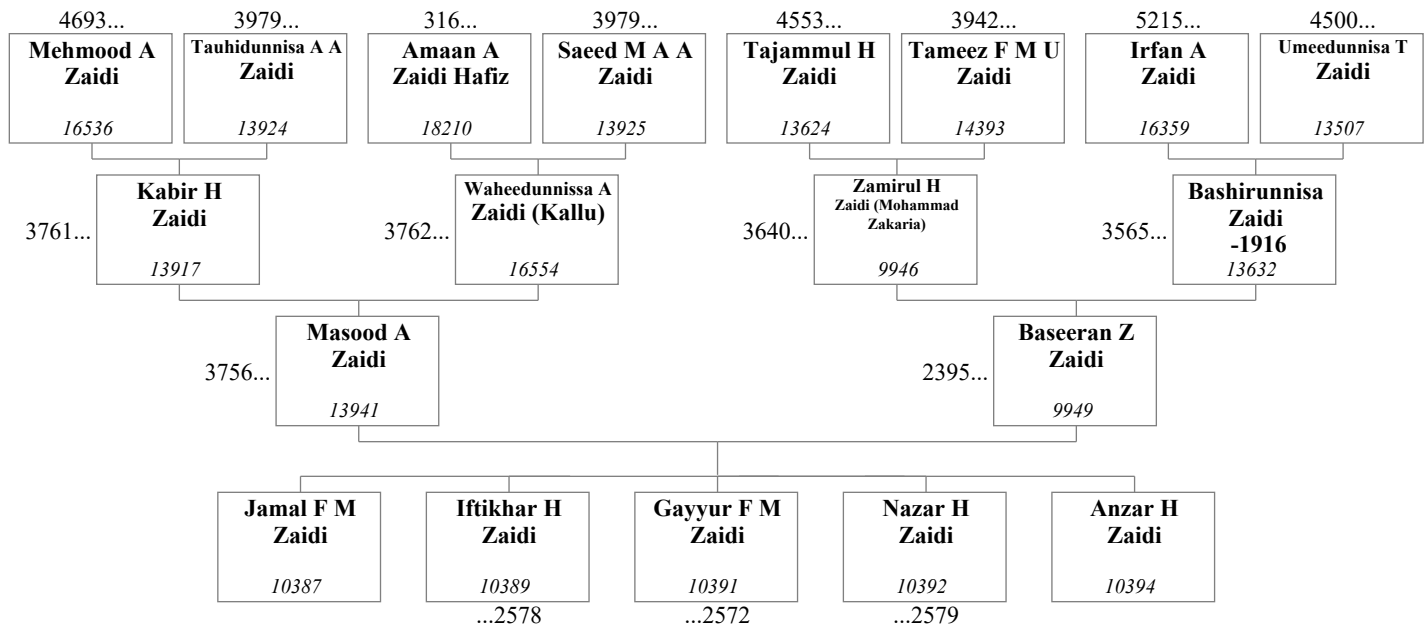 4693...
3979...
316...
3979...
4553...
3942...
5215...
4500...
Mehmood A
Zaidi
16536
Tauhidunnisa A A
Zaidi
13924
Amaan A
Zaidi Hafiz
18210
Saeed M A A
Zaidi
13925
Tajammul H
Zaidi
13624
Tameez F M U
Zaidi
14393
Irfan A
Zaidi
16359
Umeedunnisa T
Zaidi
13507
3761...
Kabir H
Zaidi
13917
3762...
Waheedunnissa A
Zaidi (Kallu)
16554
3640...
Zamirul H
Zaidi (Mohammad
Zakaria)
9946
3565...
Bashirunnisa
Zaidi
-1916
13632
3756...
Masood A
Zaidi
13941
2395...
Baseeran Z
Zaidi
9949
Jamal F M
Zaidi
10387
Iftikhar H
Zaidi
10389
...2578
Gayyur F M
Zaidi
10391
...2572
Nazar H
Zaidi
10392
...2579
Anzar H
Zaidi
10394